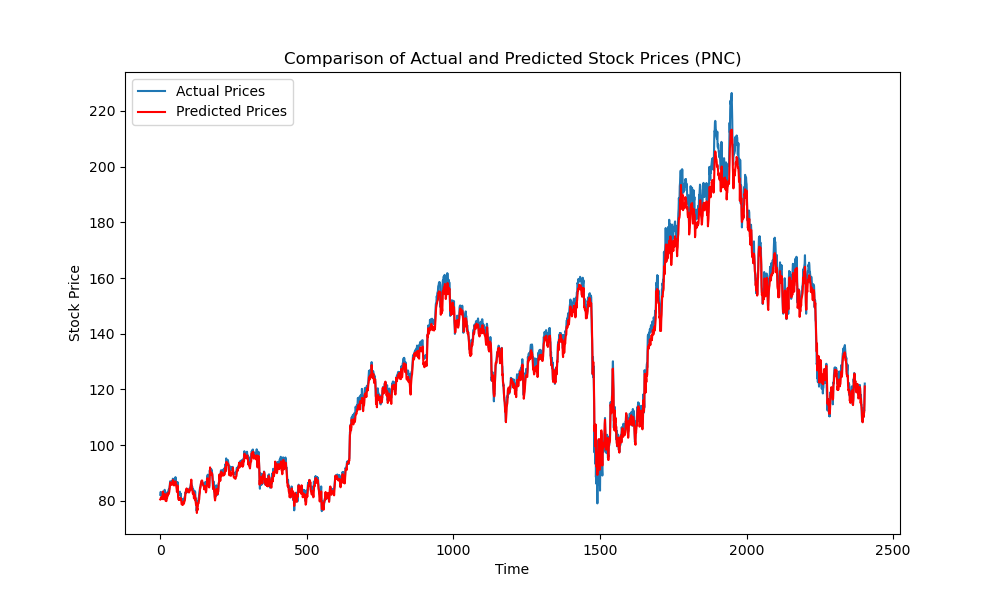 Comparison of Actual and Predicted Stock Prices (PNC)
Actual Prices
Predicted Prices
220
200
180
160
140
120
100
80
Stock Price
0 500 1000 1500 2000 2500
Time